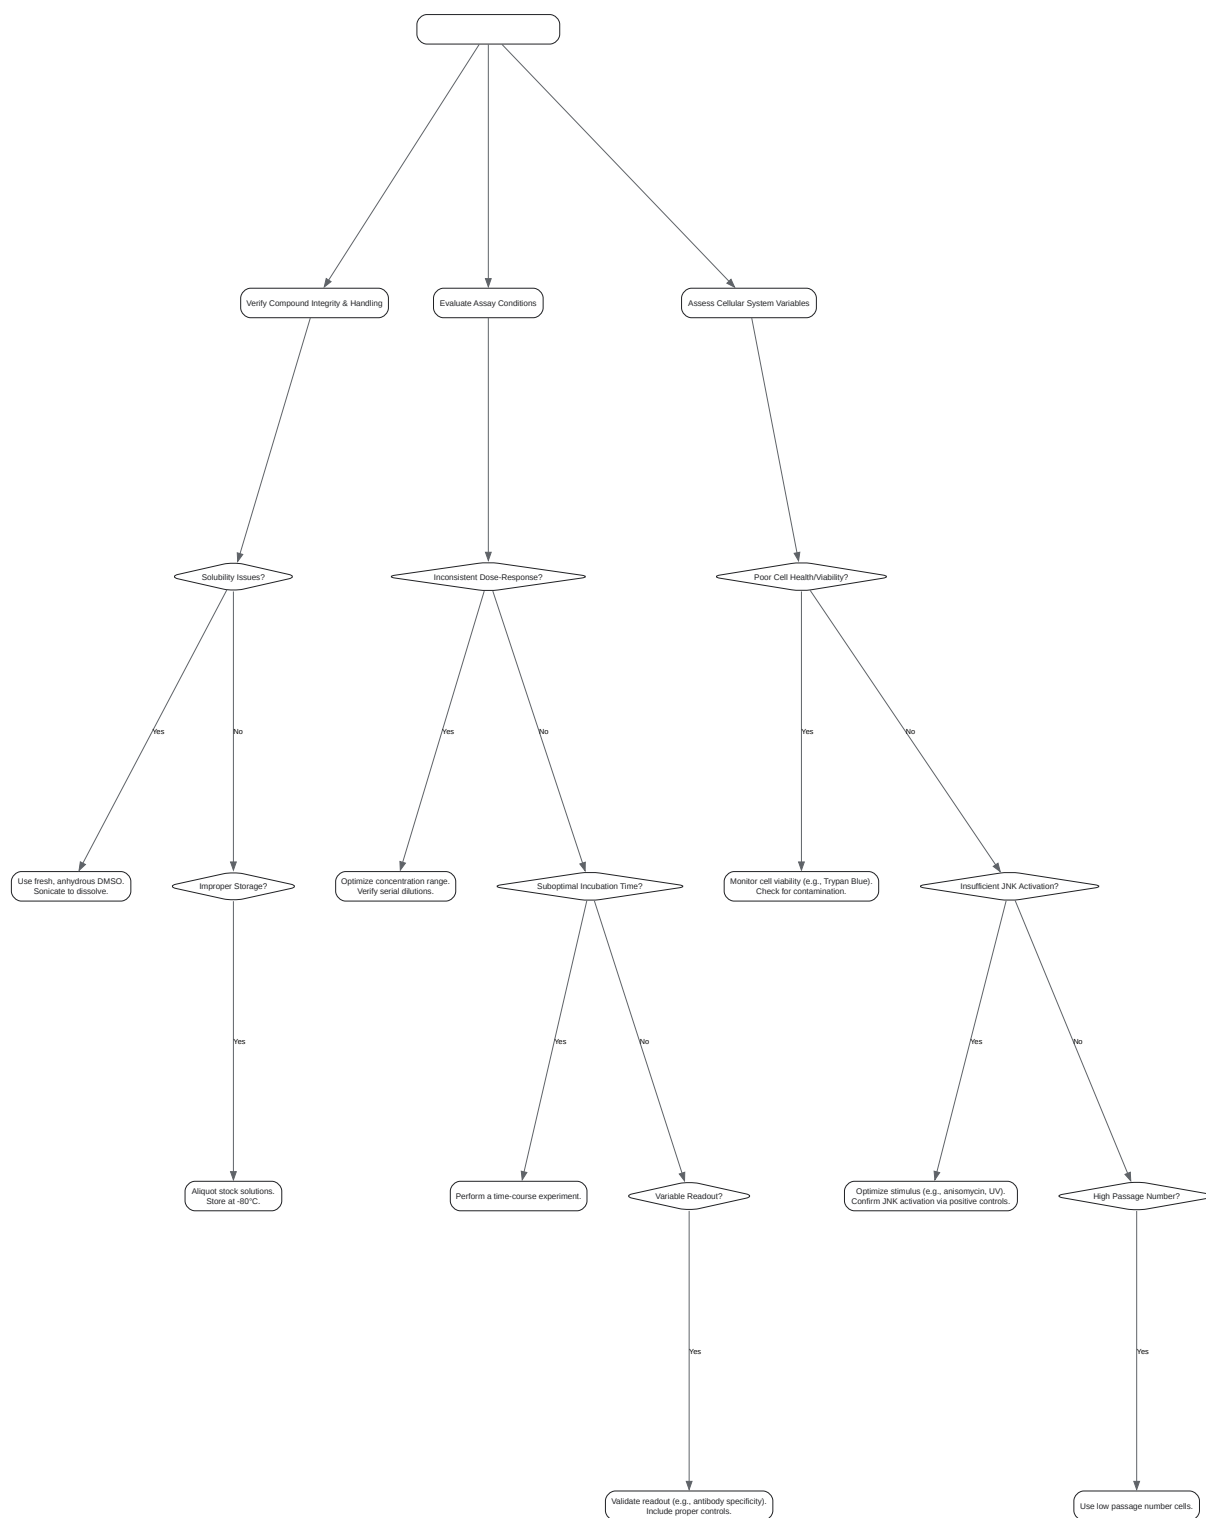 Verify Compound Integrity & Handling
Evaluate Assay Conditions
Assess Cellular System Variables
Solubility Issues?
Inconsistent Dose-Response?
Poor Cell Health/Viability?
Yes
No
Yes
No
Yes
No
Use fresh, anhydrous DMSO.
Sonicate to dissolve.
Improper Storage?
Optimize concentration range.
Verify serial dilutions.
Suboptimal Incubation Time?
Monitor cell viability (e.g., Trypan Blue).
Check for contamination.
Insufficient JNK Activation?
Yes
Yes
No
Yes
No
Aliquot stock solutions.
Store at -80°C.
Perform a time-course experiment.
Variable Readout?
Optimize stimulus (e.g., anisomycin, UV).
Confirm JNK activation via positive controls.
High Passage Number?
Yes
Yes
Validate readout (e.g., antibody specificity).
Include proper controls.
Use low passage number cells.